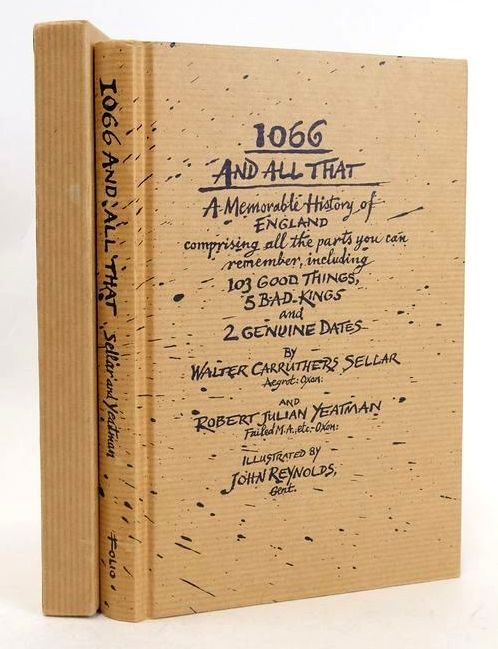 1066 AND ALL THAT Sellar and Yeatman
FOLIO
1066
AND ALL THAT
A Memorable History of
ENGLAND
comprising all the parts you can
remember, including
103 GOOD THINGS,
5 BAD KINGS
and
2 GENUINE DATES
BY
WALTER CARRUTHERS SELLAR
Aegrot: Oxon:
AND
ROBERT JULIAN YEATMAN
Failed M.A., etc. Oxon:
ILLUSTRATED BY
JOHN REYNOLDS,
Gent.